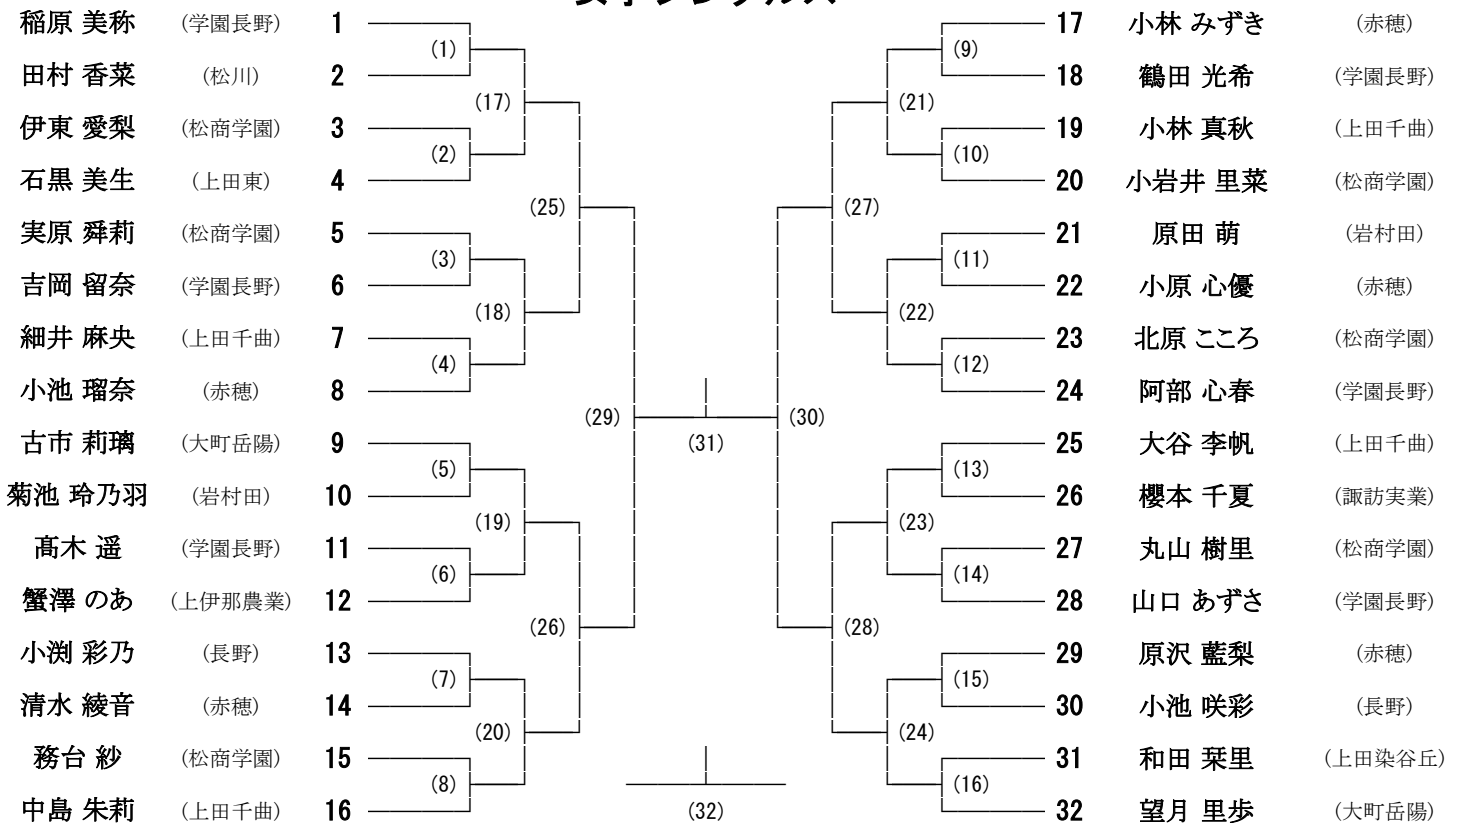 稲原 美称 (学園長野) 1
(1)
田村 香菜 (松川) 2
(17)
伊東 愛梨 (松商学園) 3
(2)
石黒 美生 (上田東) 4
(25)
実原 舜莉 (松商学園) 5
(3)
吉岡 留奈 (学園長野) 6
(18)
細井 麻央 (上田千曲) 7
(4)
小池 瑠奈 (赤穂) 8
(29)
古市 莉璃 (大町岳陽) 9
(5)
菊池 玲乃羽 (岩村田) 10
(19)
髙木 遥 (学園長野) 11
(6)
蟹澤 のあ (上伊那農業) 12
(26)
小渕 彩乃 (長野) 13
(7)
清水 綾音 (赤穂) 14
(20)
務台 紗 (松商学園) 15
(8)
中島 朱莉 (上田千曲) 16
(31)
(32)
17 小林 みずき (赤穂)
(9)
18 鶴田 光希 (学園長野)
(21)
19 小林 真秋 (上田千曲)
(10)
20 小岩井 里菜 (松商学園)
(27)
21 原田 萌 (岩村田)
(11)
22 小原 心優 (赤穂)
(22)
23 北原 こころ (松商学園)
(12)
24 阿部 心春 (学園長野)
(30)
25 大谷 李帆 (上田千曲)
(13)
26 櫻本 千夏 (諏訪実業)
(23)
27 丸山 樹里 (松商学園)
(14)
28 山口 あずさ (学園長野)
(28)
29 原沢 藍梨 (赤穂)
(15)
30 小池 咲彩 (長野)
(24)
31 和田 栞里 (上田染谷丘)
(16)
32 望月 里歩 (大町岳陽)